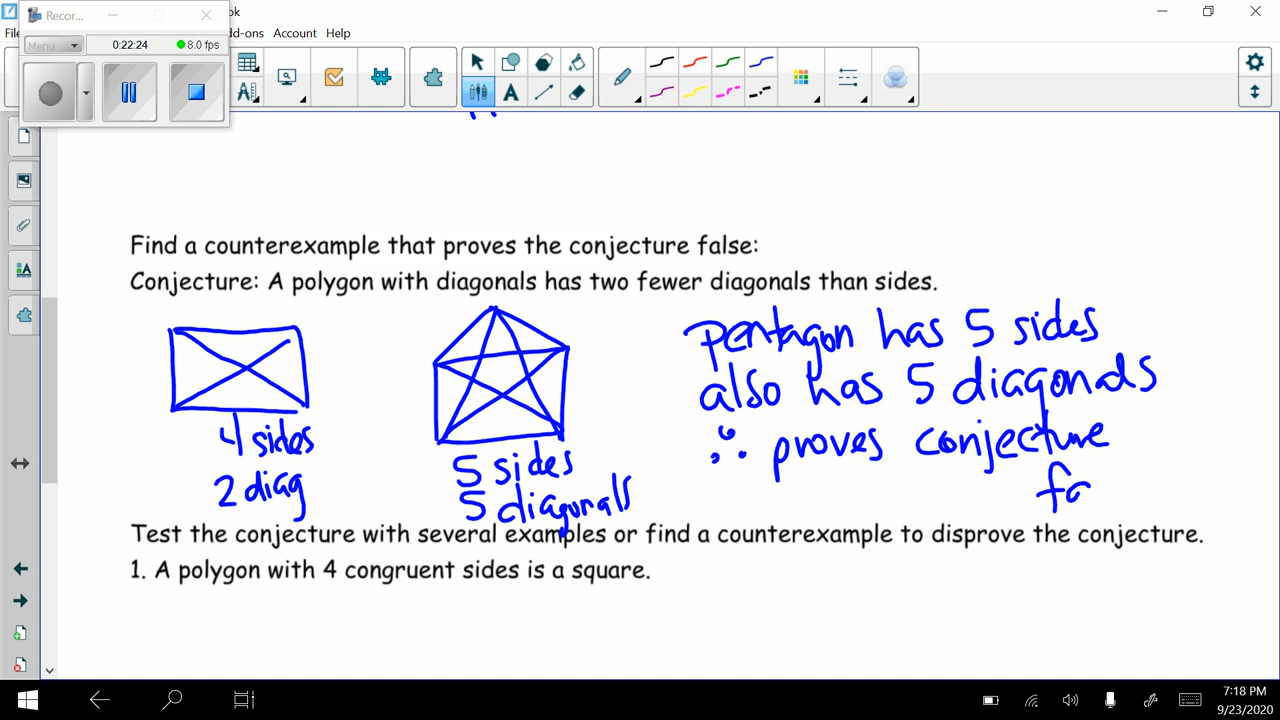 Recor...
ok
File
dd-ons Account Help
Menu
0:22:24
8.0 fps
A
Find a counterexample that proves the conjecture false:
Conjecture: A polygon with diagonals has two fewer diagonals than sides.
4 sides
2 diag
5 sides
5 diagonals
pentagon has 5 sides
also has 5 diagonals
∴ proves conjecture
fa
Test the conjecture with several examples or find a counterexample to disprove the conjecture.
1. A polygon with 4 congruent sides is a square.
7:18 PM
9/23/2020